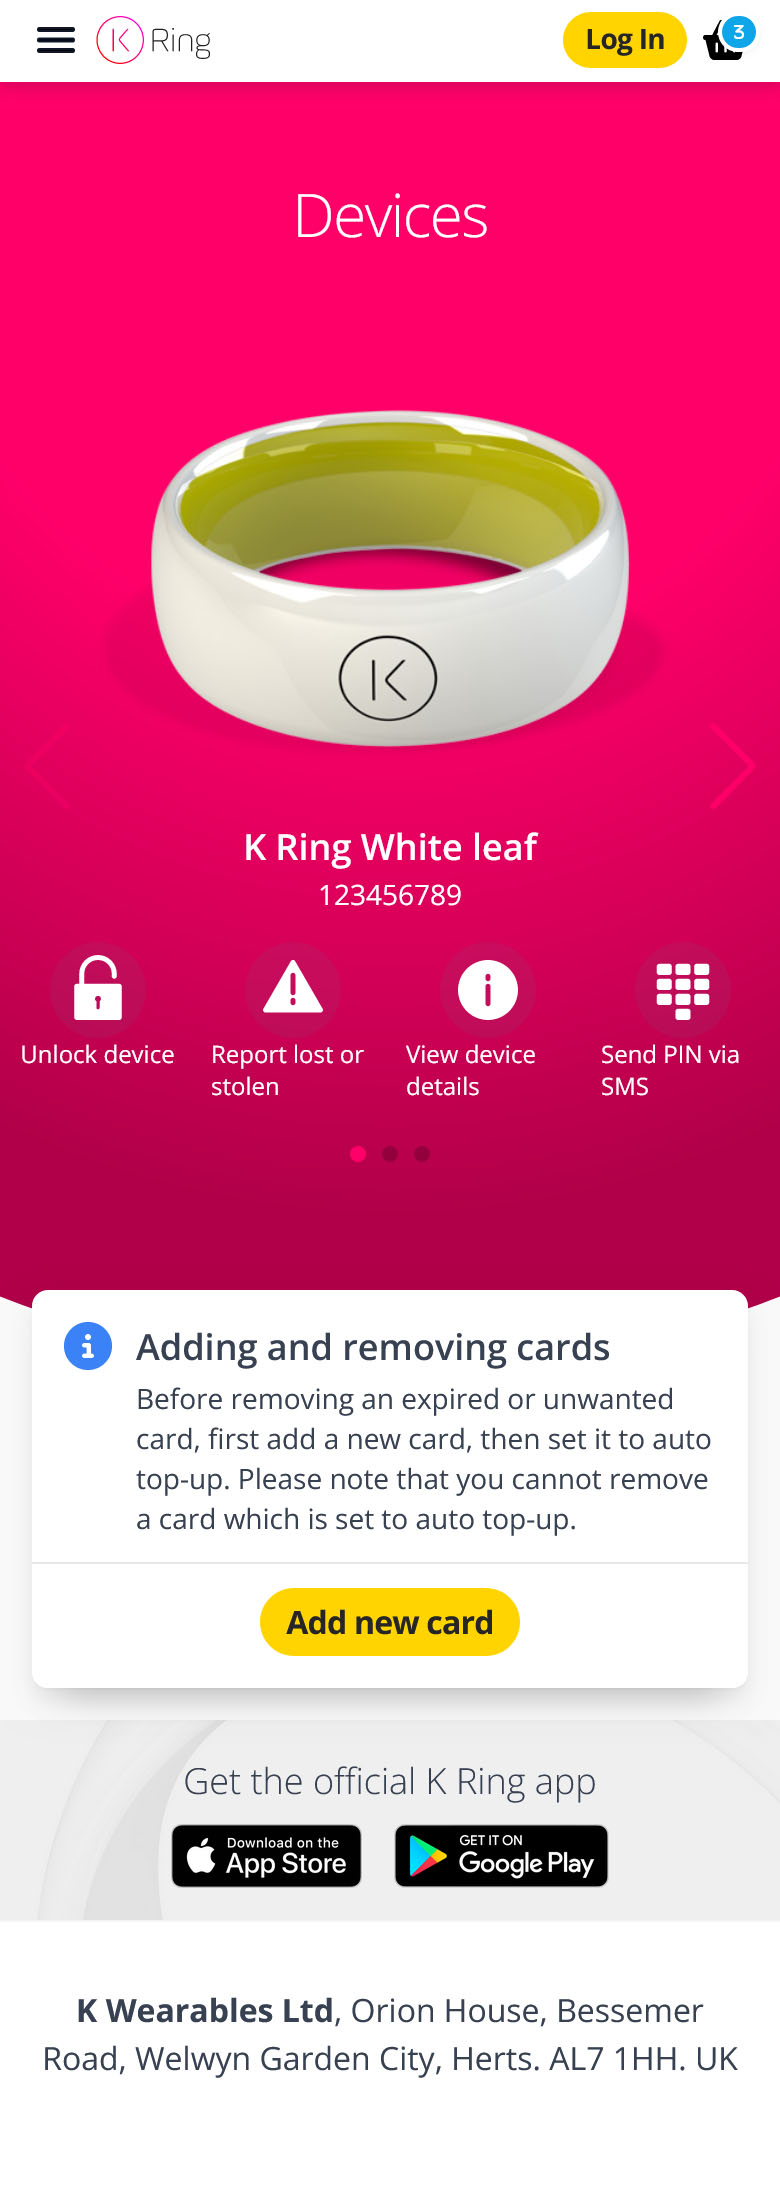 K Ring
Log In
3
Devices
K
K Ring White leaf
123456789
Unlock device
Report lost or
stolen
View device
details
Send PIN via
SMS
Adding and removing cards
Before removing an expired or unwanted
card, first add a new card, then set it to auto
top-up. Please note that you cannot remove
a card which is set to auto top-up.
Add new card
Get the official K Ring app
Download on the
App Store
GET IT ON
Google Play
K Wearables Ltd, Orion House, Bessemer
Road, Welwyn Garden City, Herts. AL7 1HH. UK